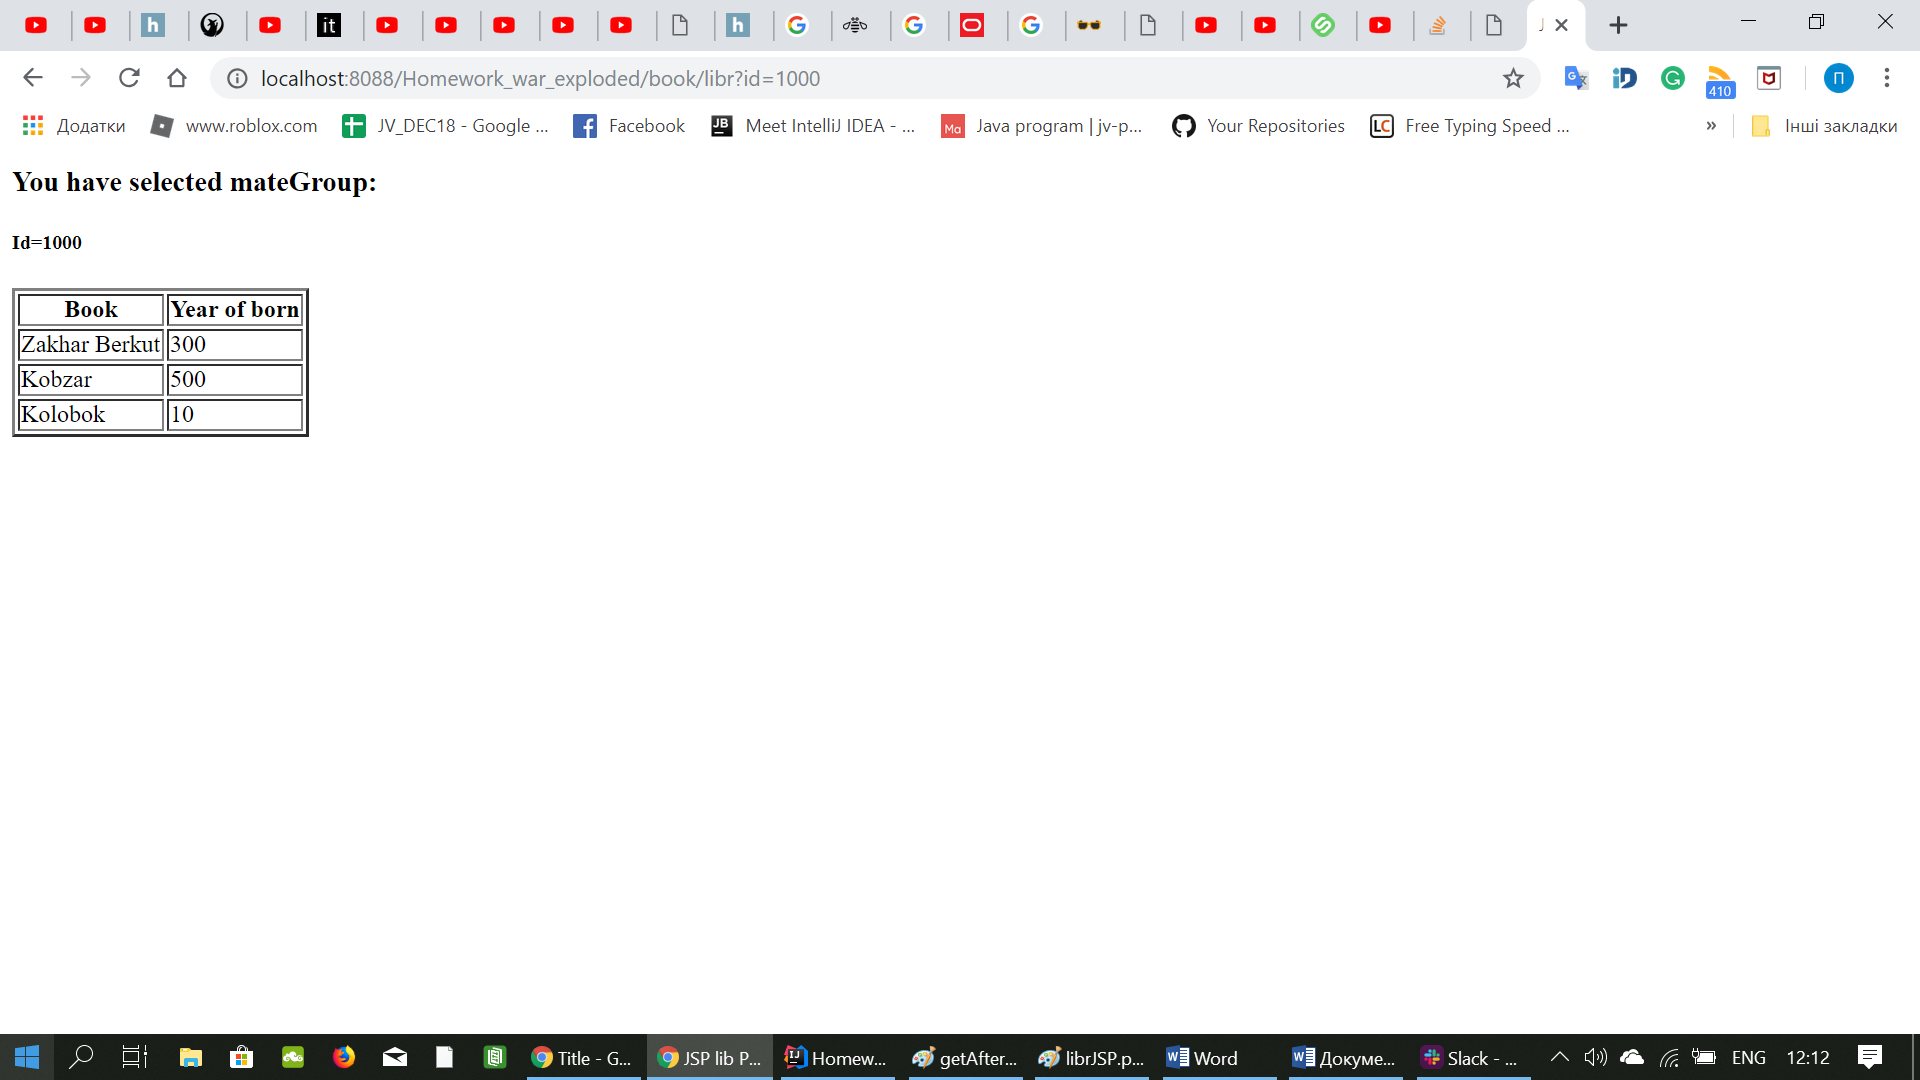 localhost:8088/Homework_war_exploded/book/libr?id=1000
410
П
Додатки
www.roblox.com
JV_DEC18 - Google ...
Facebook
JB
Meet IntelliJ IDEA - ...
Ma
Java program | jv-p...
Your Repositories
LC
Free Typing Speed ...
»
Інші закладки
You have selected mateGroup:
Id=1000
Book Year of born
Zakhar Berkut 300
Kobzar 500
Kolobok 10
Title - G...
JSP lib P...
Homew...
getAfter...
librJSP.p...
Word
Докуме...
Slack - ...
ENG
12:12